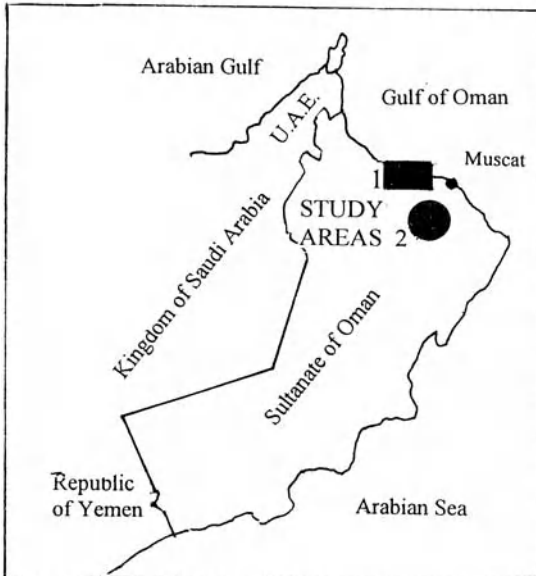 Arabian Gulf
U.A.E.
Gulf of Oman
Muscat
1
STUDY
AREAS 2
Kingdom of Saudi Arabia
Sultanate of Oman
Republic
of Yemen
Arabian Sea